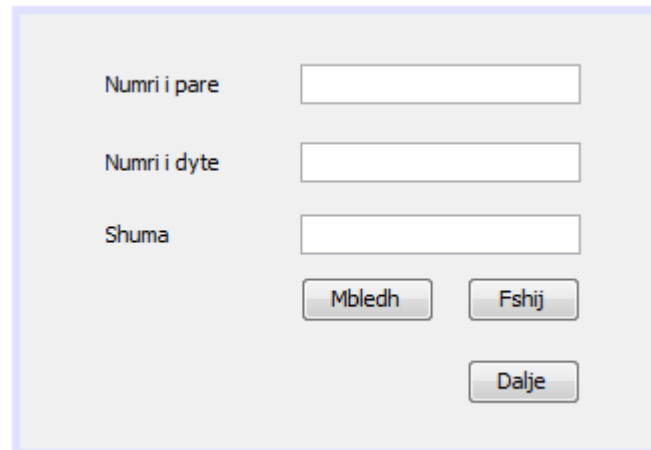 Numri i pare
Numri i dyte
Shuma
Mbledh Fshij
Dalje